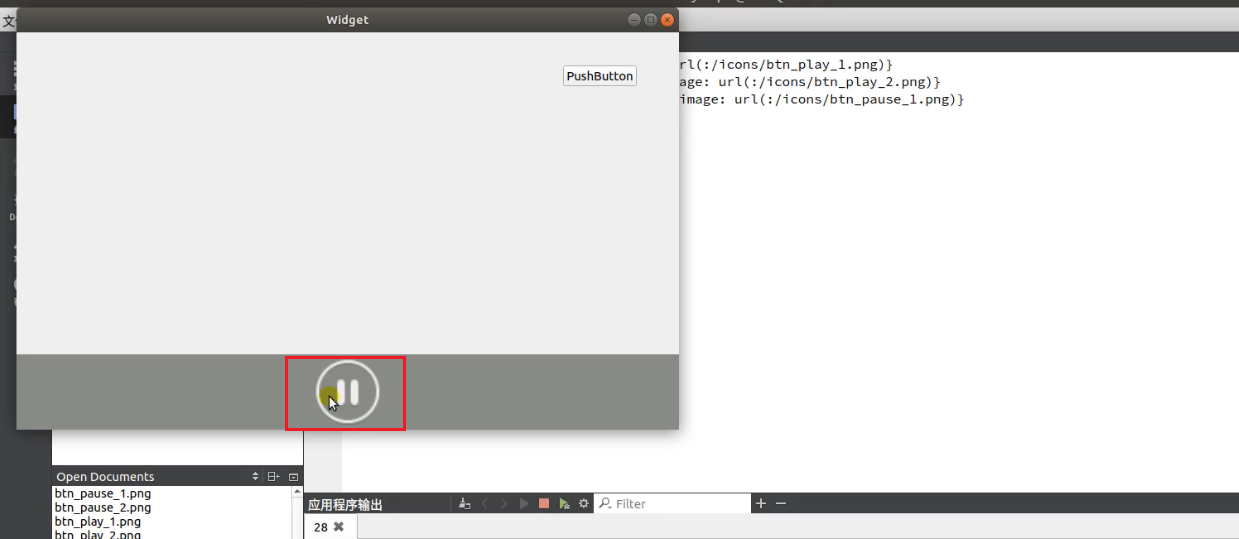 Widget
文
PushButton
rl(:/icons/btn_play_1.png)}
age: url(:/icons/btn_play_2.png)}
image: url(:/icons/btn_pause_1.png)}
De
Open Documents
btn_pause_1.png
btn_pause_2.png
btn_play_1.png
btn_play_2.png
应用程序输出
Filter
28